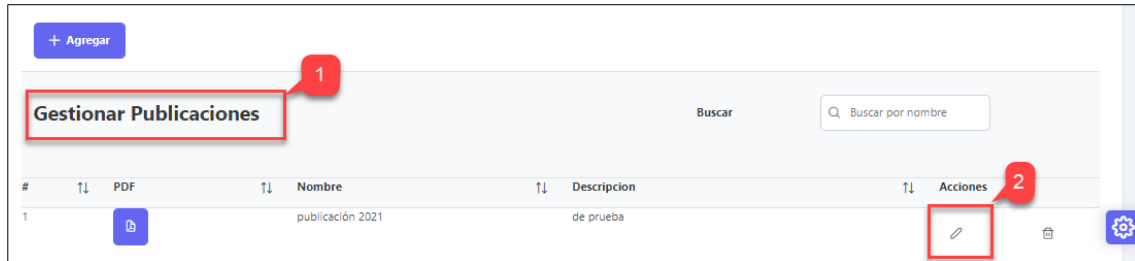 + Agregar
1
Gestionar Publicaciones
Buscar
Buscar por nombre
# PDF Nombre Descripcion Acciones
2
1 publicación 2021 de prueba